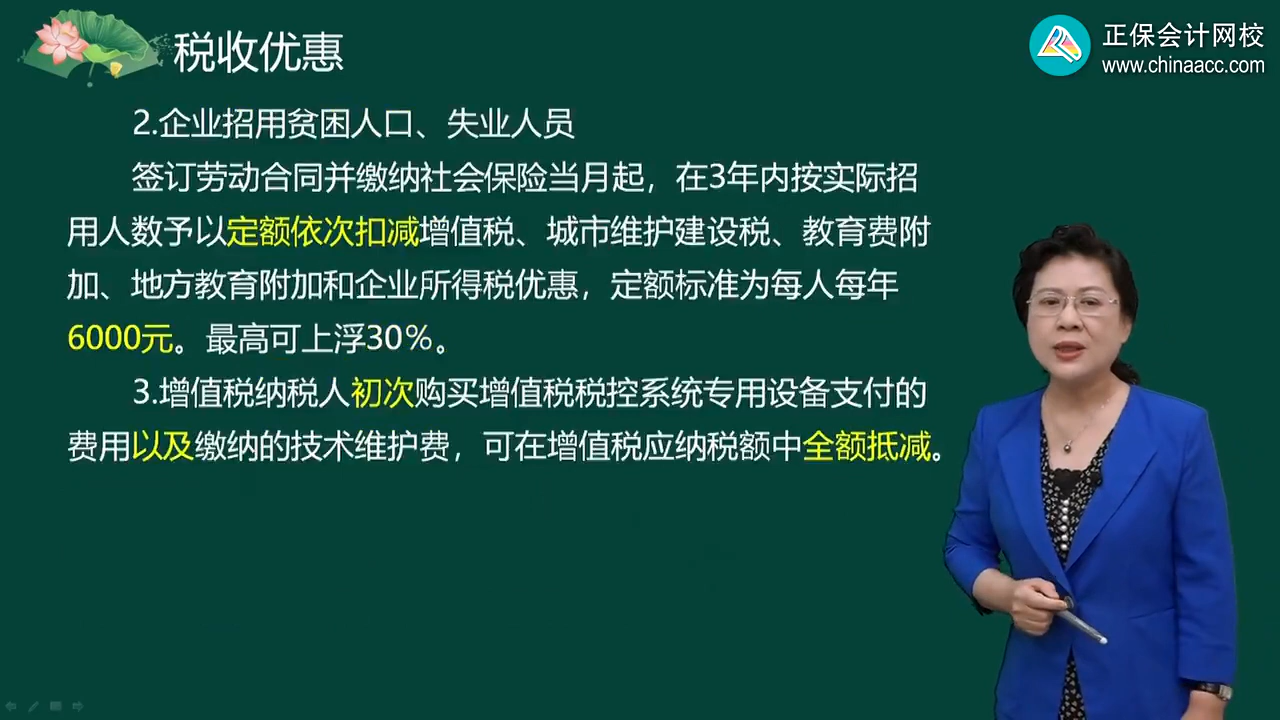 税收优惠
正保会计网校
www.chinaacc.com
2.企业招用贫困人口、失业人员
签订劳动合同并缴纳社会保险当月起，在3年内按实际招
用人数予以定额依次扣减增值税、城市维护建设税、教育费附
加、地方教育附加和企业所得税优惠，定额标准为每人每年
6000元。最高可上浮30%。
3.增值税纳税人初次购买增值税税控系统专用设备支付的
费用以及缴纳的技术维护费，可在增值税应纳税额中全额抵减。